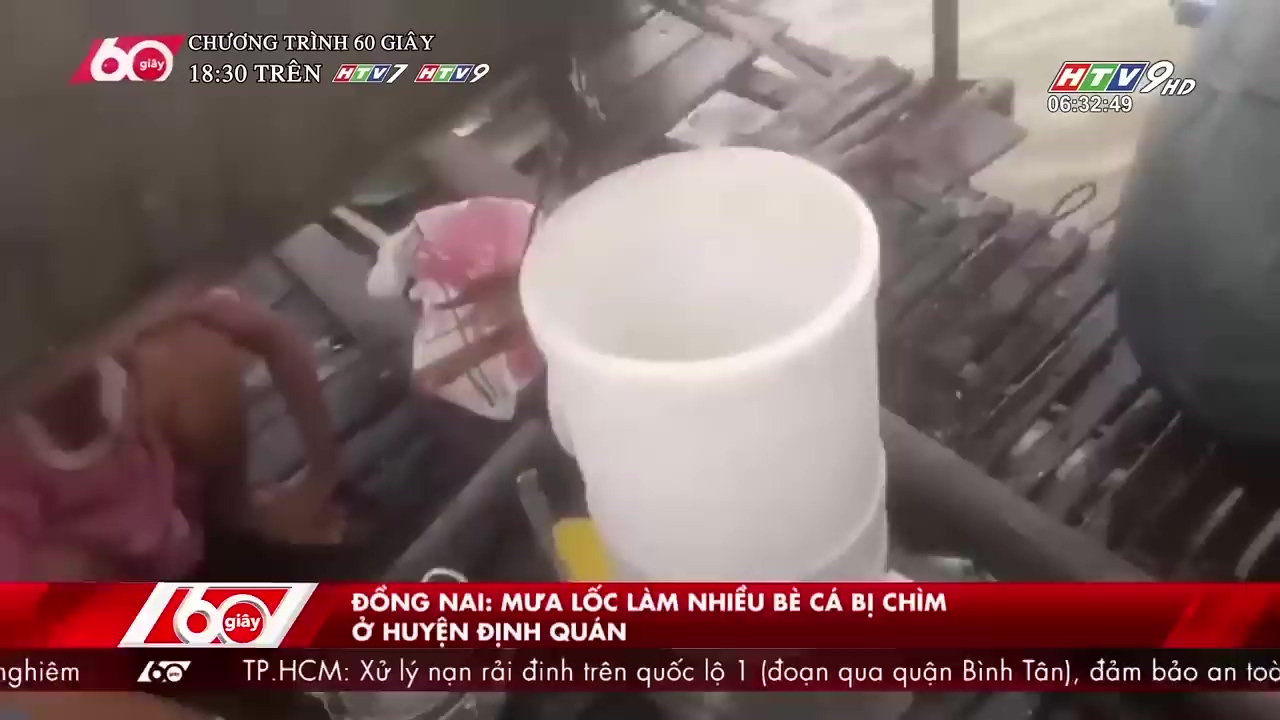 60 giây
CHƯƠNG TRÌNH 60 GIÂY
18:30 TRÊN HTV7 HTV9
HTV9HD
06:32:49
60 giây
ĐỒNG NAI: MƯA LỐC LÀM NHIỀU BÈ CÁ BỊ CHÌM
Ở HUYỆN ĐỊNH QUÁN
nghiêm 60 TP.HCM: Xử lý nạn rải đinh trên quốc lộ 1 (đoạn qua quận Bình Tân), đảm bảo an toà